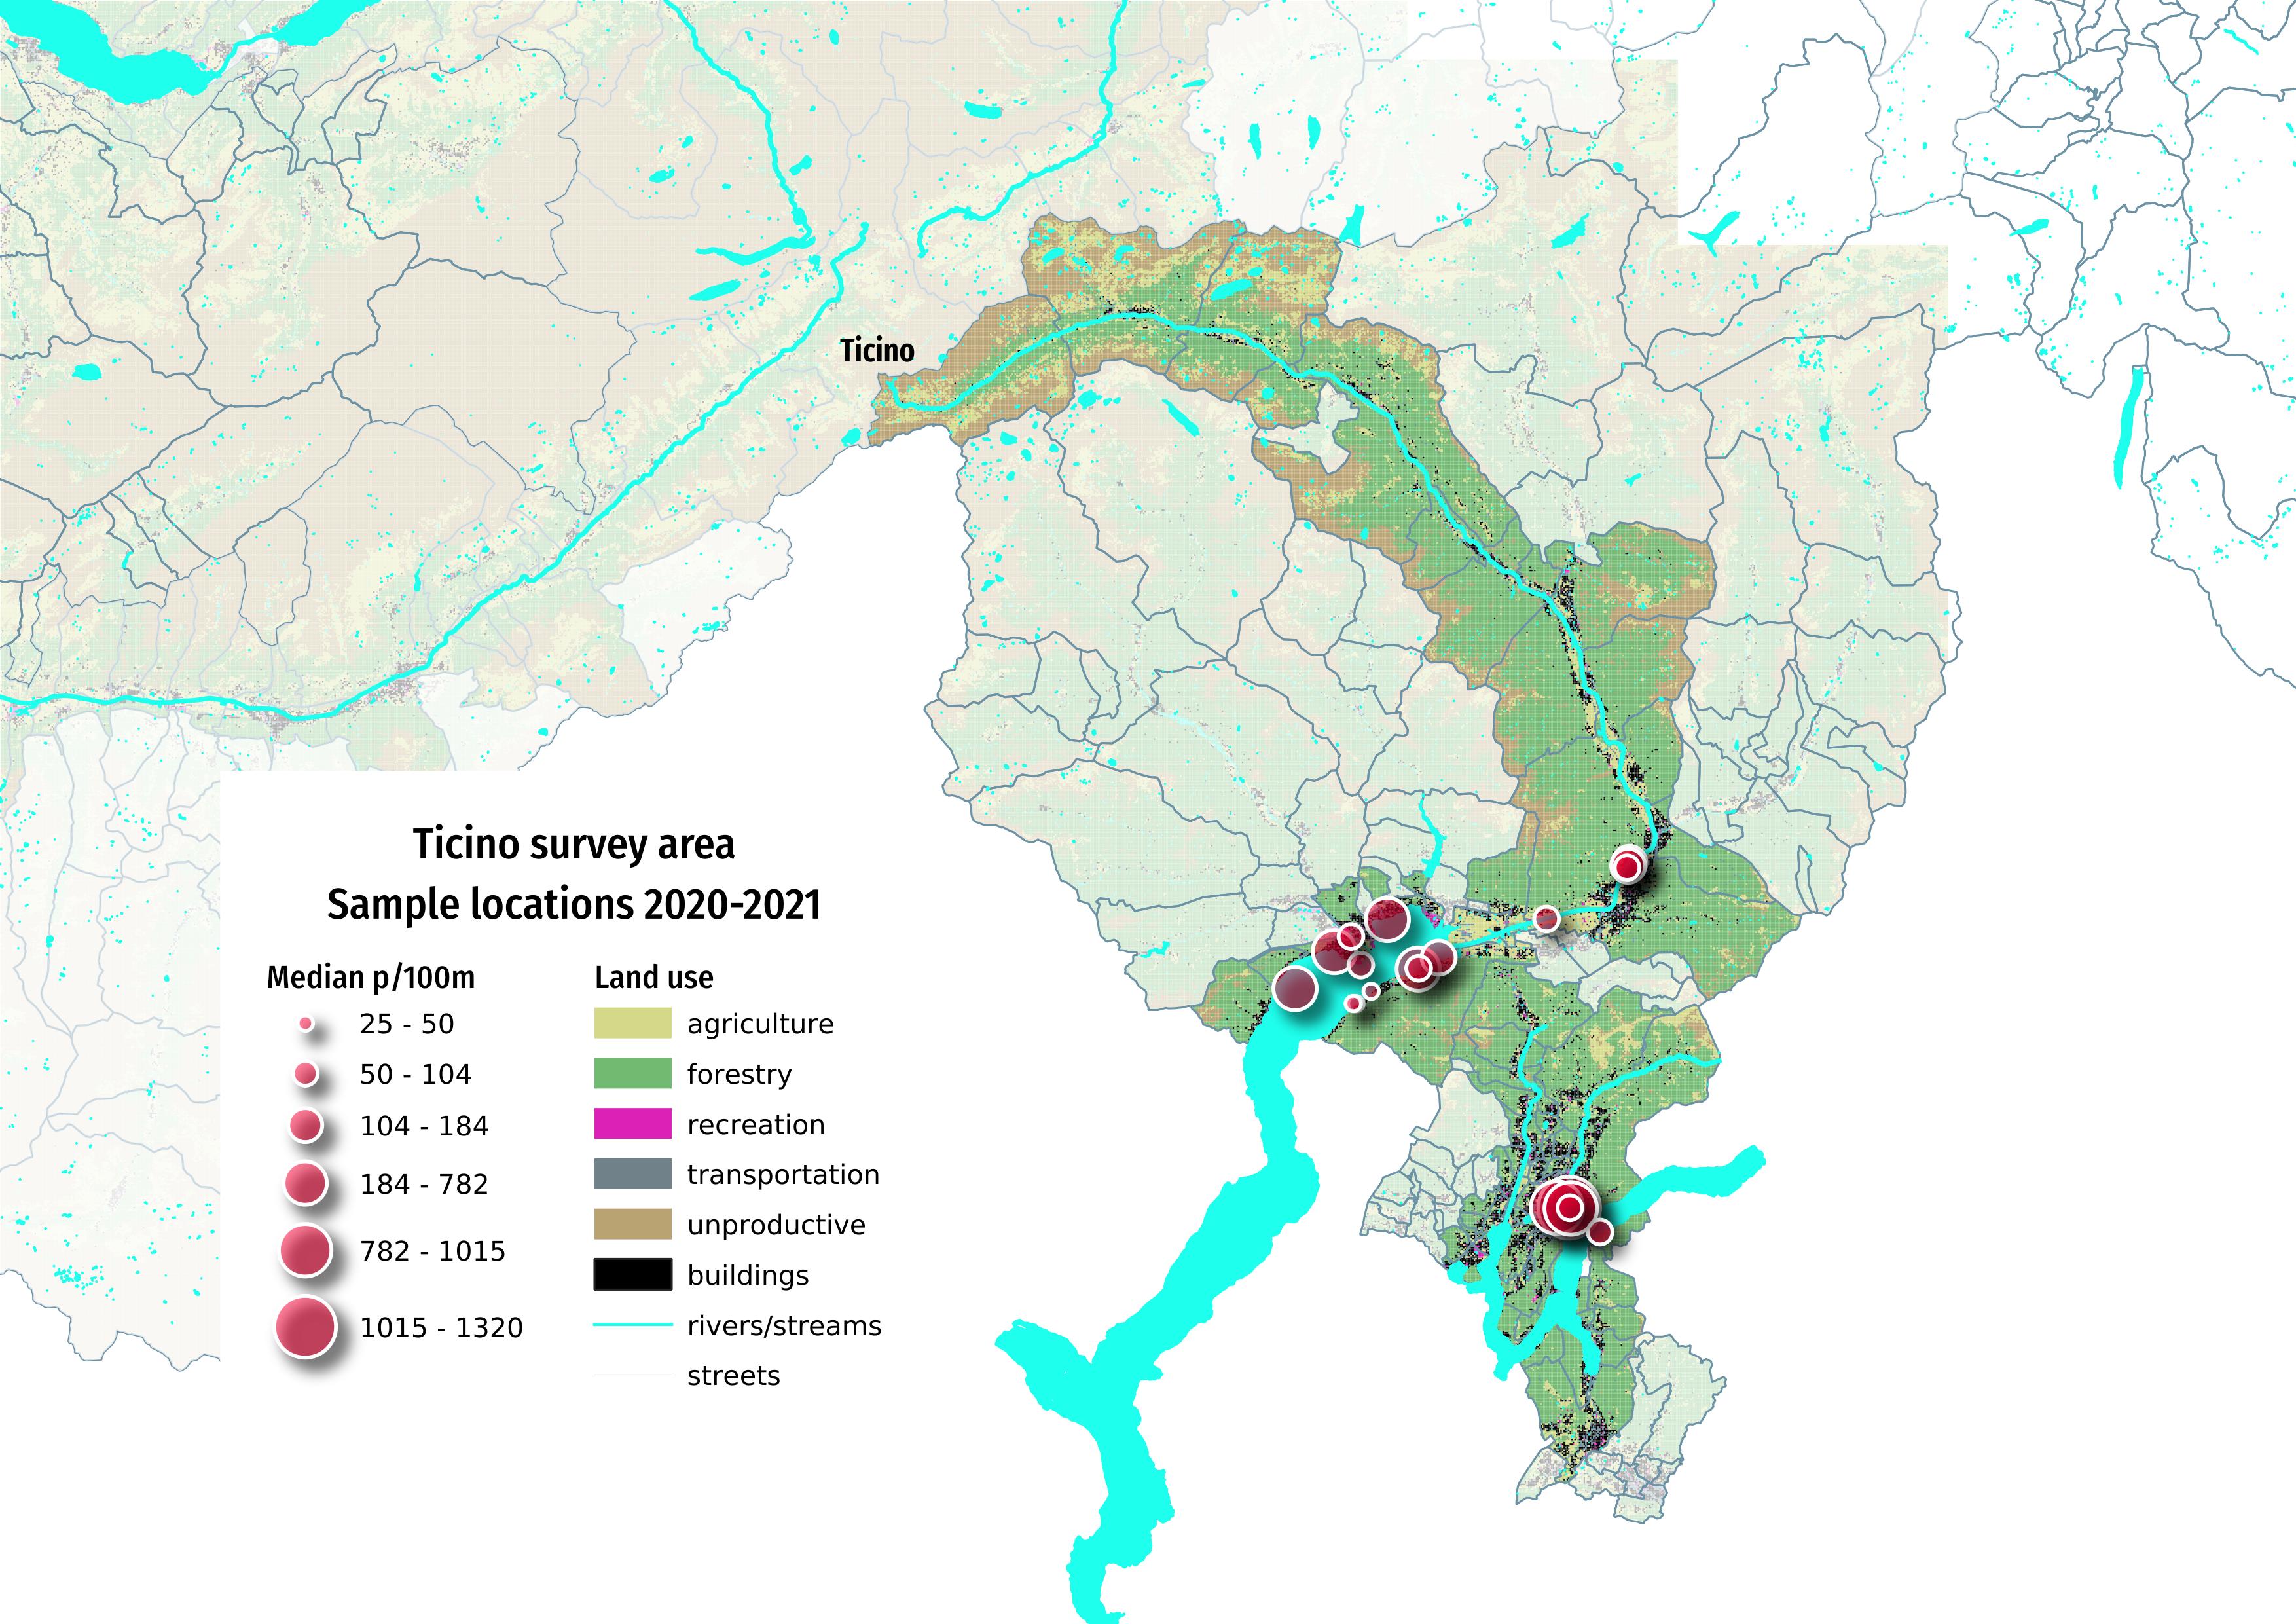 Ticino
Ticino survey area
Sample locations 2020-2021
Median p/100m
25 - 50
50 - 104
104 - 184
184 - 782
782 - 1015
1015 - 1320
Land use
agriculture
forestry
recreation
transportation
unproductive
buildings
rivers/streams
streets